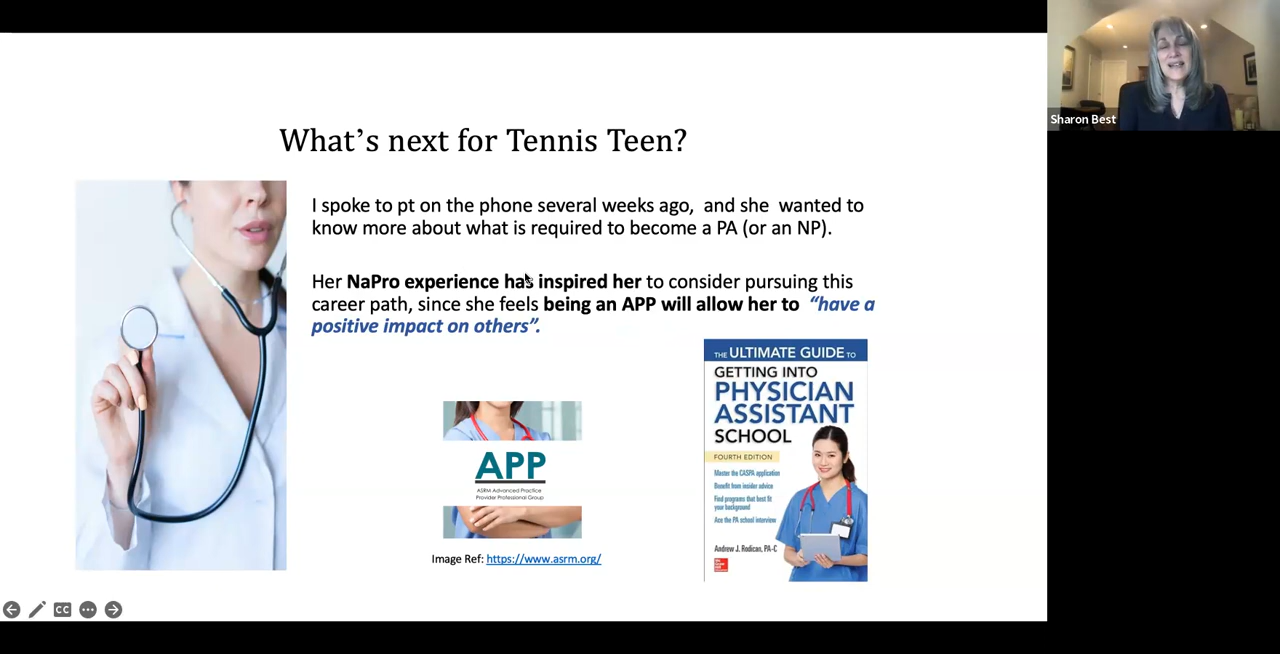 Sharon Best
What's next for Tennis Teen?
I spoke to pt on the phone several weeks ago, and she wanted to
know more about what is required to become a PA (or an NP).
Her NaPro experience has inspired her to consider pursuing this
career path, since she feels being an APP will allow her to "have a
positive impact on others".
THE ULTIMATE GUIDE TO
GETTING INTO
PHYSICIAN
ASSISTANT
SCHOOL
FOURTH EDITION
Master the CASPA application
Benefit from insider advice
Find programs that best fit
your background
Ace the PA school interview
Andrew J. Rodican, PA-C
APP
ASRM Advanced Practice
Provider Professional Group
Image Ref: https://www.asrm.org/
CC